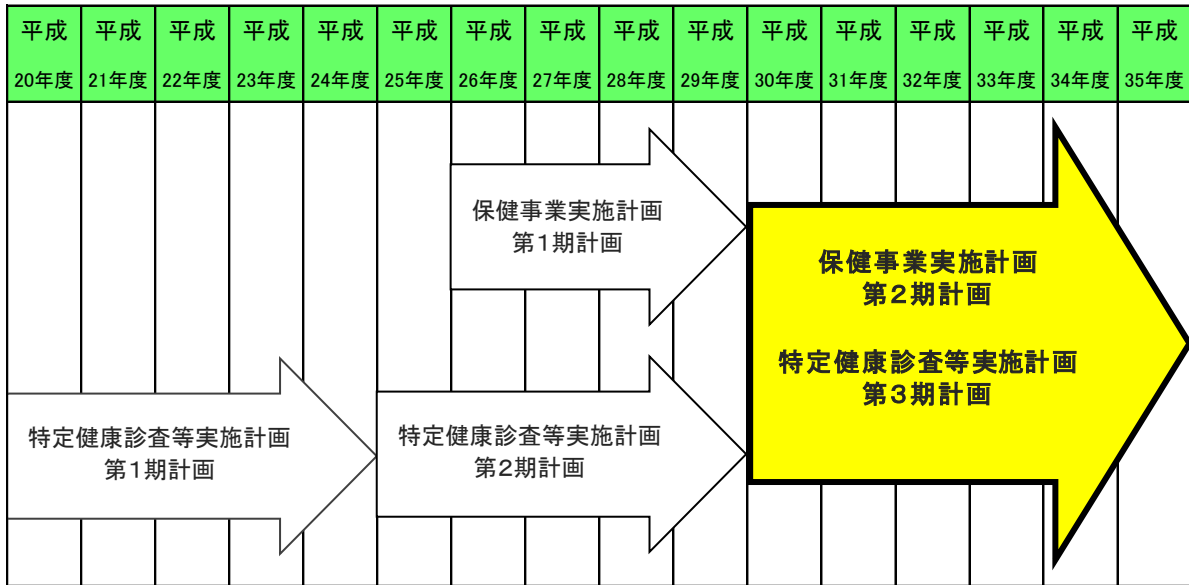 平成 平成 平成 平成 平成 平成 平成 平成 平成 平成 平成 平成 平成 平成 平成 平成
20年度 21年度 22年度 23年度 24年度 25年度 26年度 27年度 28年度 29年度 30年度 31年度 32年度 33年度 34年度 35年度
保健事業実施計画
第1期計画
保健事業実施計画
第2期計画
特定健康診査等実施計画
第3期計画
特定健康診査等実施計画
第1期計画
特定健康診査等実施計画
第2期計画